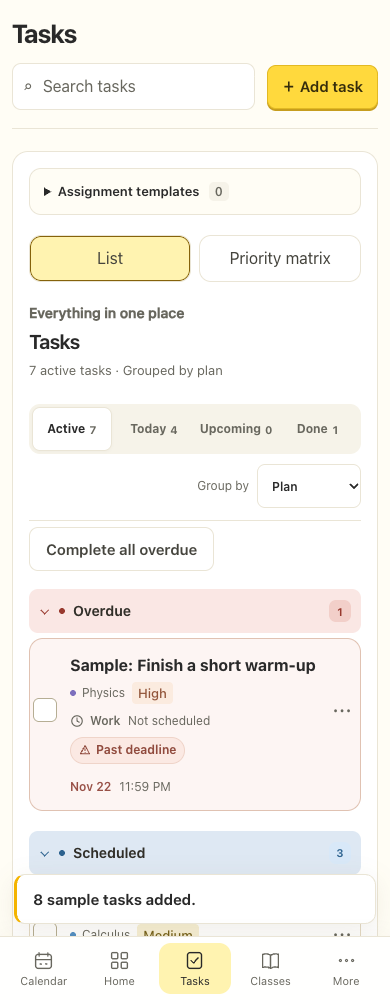 Tasks
Search tasks
+ Add task
Assignment templates 0
List
Priority matrix
Everything in one place
Tasks
7 active tasks · Grouped by plan
Active 7
Today 4
Upcoming 0
Done 1
Group by
Plan
Complete all overdue
Overdue
1
Sample: Finish a short warm-up
Physics High
Work Not scheduled
Past deadline
Nov 22 11:59 PM
Scheduled
3
8 sample tasks added.
Calculus Medium
Calendar
Home
Tasks
Classes
More